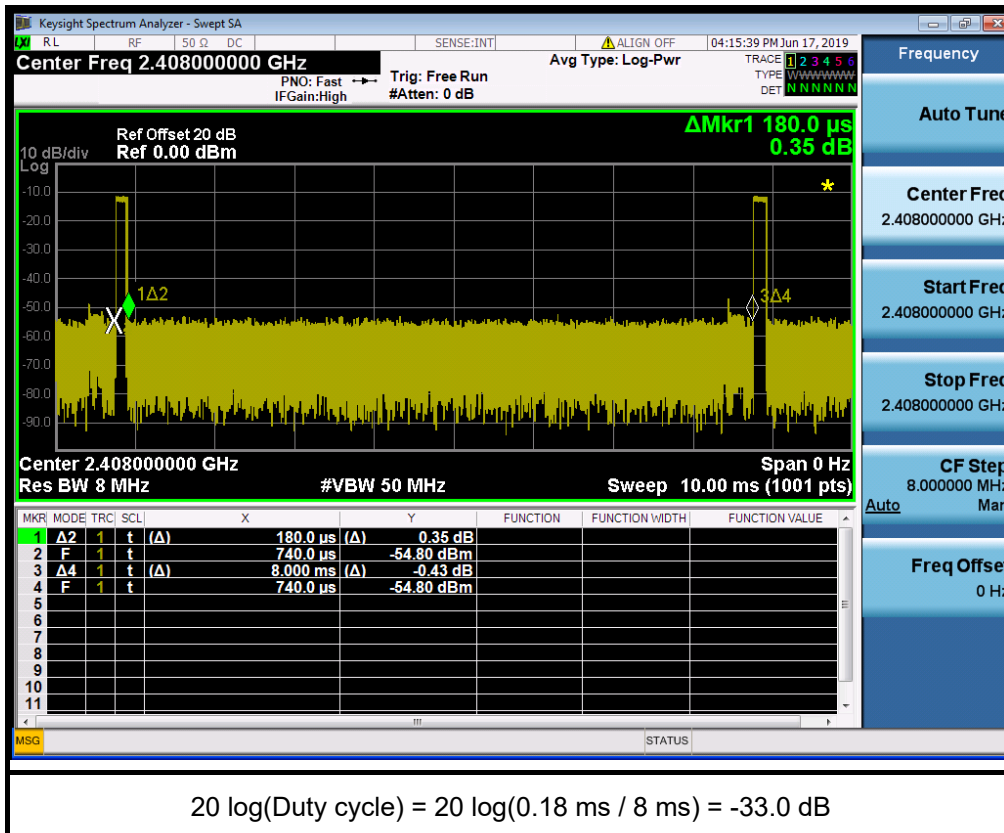 Keysight Spectrum Analyzer - Swept SA
LXI RL RF 50 Ω DC SENSE:INT ALIGN OFF 04:15:39 PM Jun 17, 2019
Center Freq 2.408000000 GHz
PNO: Fast
IFGain:High
Trig: Free Run
#Atten: 0 dB
Avg Type: Log-Pwr
TRACE 1 2 3 4 5 6
TYPE WWWWWW
DET N N N N N N
Frequency
Auto Tune
Center Freq
2.408000000 GHz
Start Freq
2.408000000 GHz
Stop Freq
2.408000000 GHz
CF Step
8.000000 MHz
Auto Man
Freq Offset
0 Hz
ΔMkr1 180.0 µs
0.35 dB
Ref Offset 20 dB
10 dB/div Ref 0.00 dBm
Log
-10.0
-20.0
-30.0
-40.0
-50.0
-60.0
-70.0
-80.0
-90.0
1Δ2
3Δ4
Center 2.408000000 GHz Span 0 Hz
Res BW 8 MHz #VBW 50 MHz Sweep 10.00 ms (1001 pts)
MKR MODE TRC SCL X Y FUNCTION FUNCTION WIDTH FUNCTION VALUE
1 Δ2 1 t (Δ) 180.0 µs (Δ) 0.35 dB
2 F 1 t 740.0 µs -54.80 dBm
3 Δ4 1 t (Δ) 8.000 ms (Δ) -0.43 dB
4 F 1 t 740.0 µs -54.80 dBm
5
6
7
8
9
10
11
MSG STATUS
20 log(Duty cycle) = 20 log(0.18 ms / 8 ms) = -33.0 dB